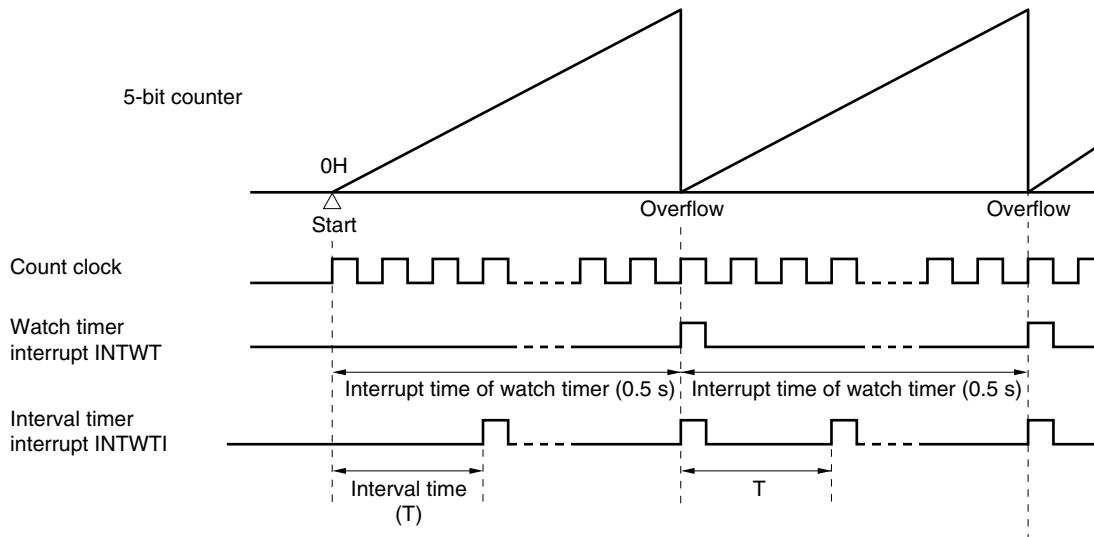 5-bit counter
0H
Start
Overflow
Overflow
Count clock
Watch timer
interrupt INTWT
Interrupt time of watch timer (0.5 s)
Interrupt time of watch timer (0.5 s)
Interval timer
interrupt INTWTI
Interval time
(T)
T